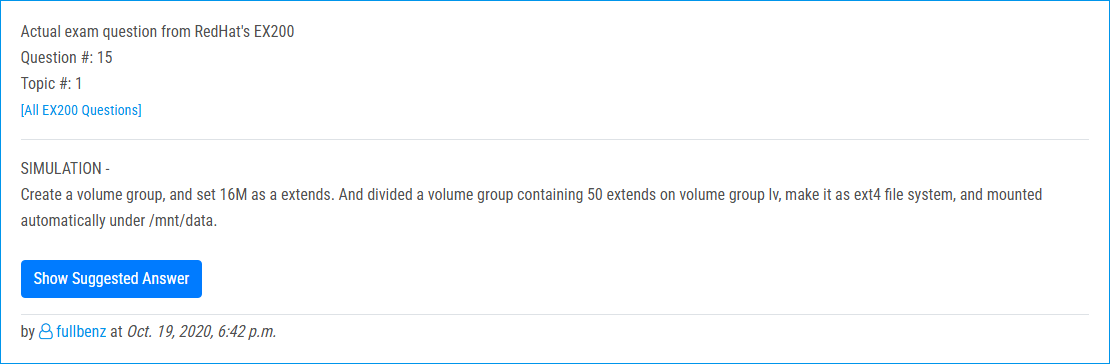 Actual exam question from RedHat's EX200
Question #: 15
Topic #: 1
[All EX200 Questions]
SIMULATION -
Create a volume group, and set 16M as a extends. And divided a volume group containing 50 extends on volume group lv, make it as ext4 file system, and mounted
automatically under /mnt/data.
Show Suggested Answer
by fullbenz at Oct. 19, 2020, 6:42 p.m.